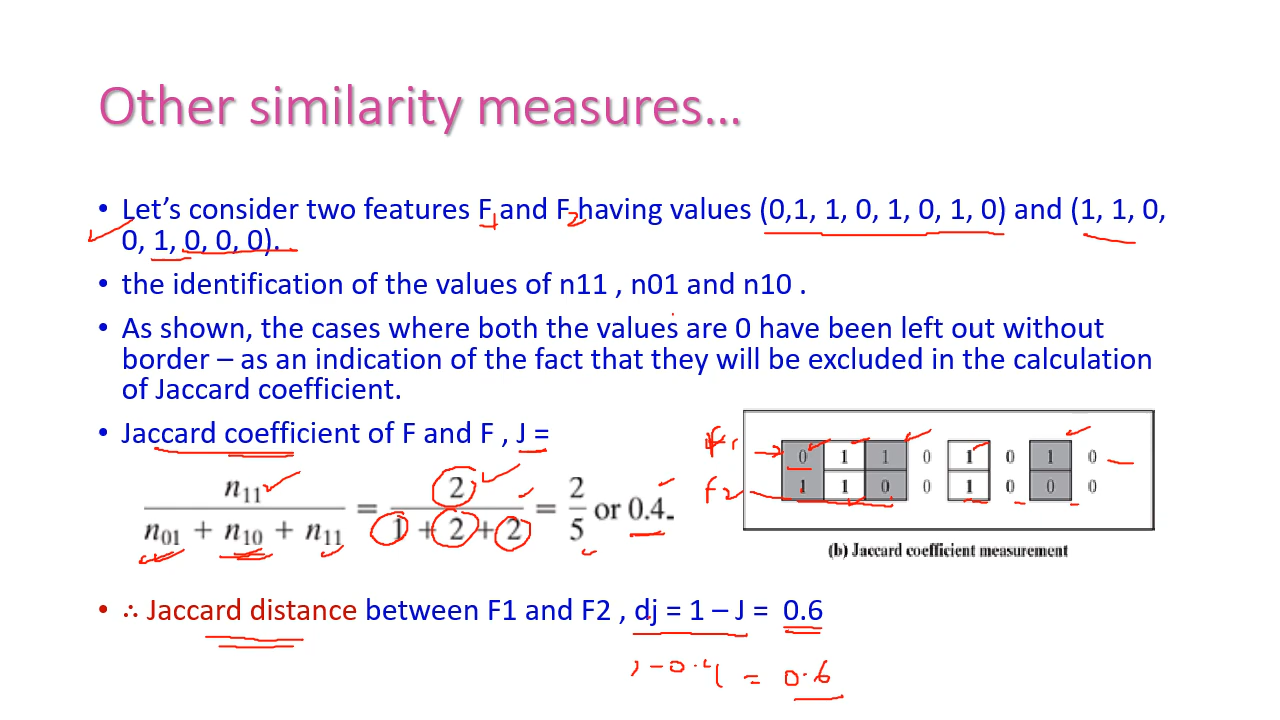 Other similarity measures...
• Let's consider two features F1 and F2 having values (0,1, 1, 0, 1, 0, 1, 0) and (1, 1, 0,
0, 1, 0, 0, 0).
• the identification of the values of n11 , n01 and n10 .
• As shown, the cases where both the values are 0 have been left out without
border – as an indication of the fact that they will be excluded in the calculation
of Jaccard coefficient.
• Jaccard coefficient of F and F , J =
n11 / (n01 + n10 + n11) = 2 / (1 + 2 + 2) = 2/5 or 0.4.
F1 0 1 1 0 1 0 1 0
F2 1 1 0 0 1 0 0 0
(b) Jaccard coefficient measurement
• ∴ Jaccard distance between F1 and F2 , dj = 1 – J = 0.6
1 - 0.4 = 0.6